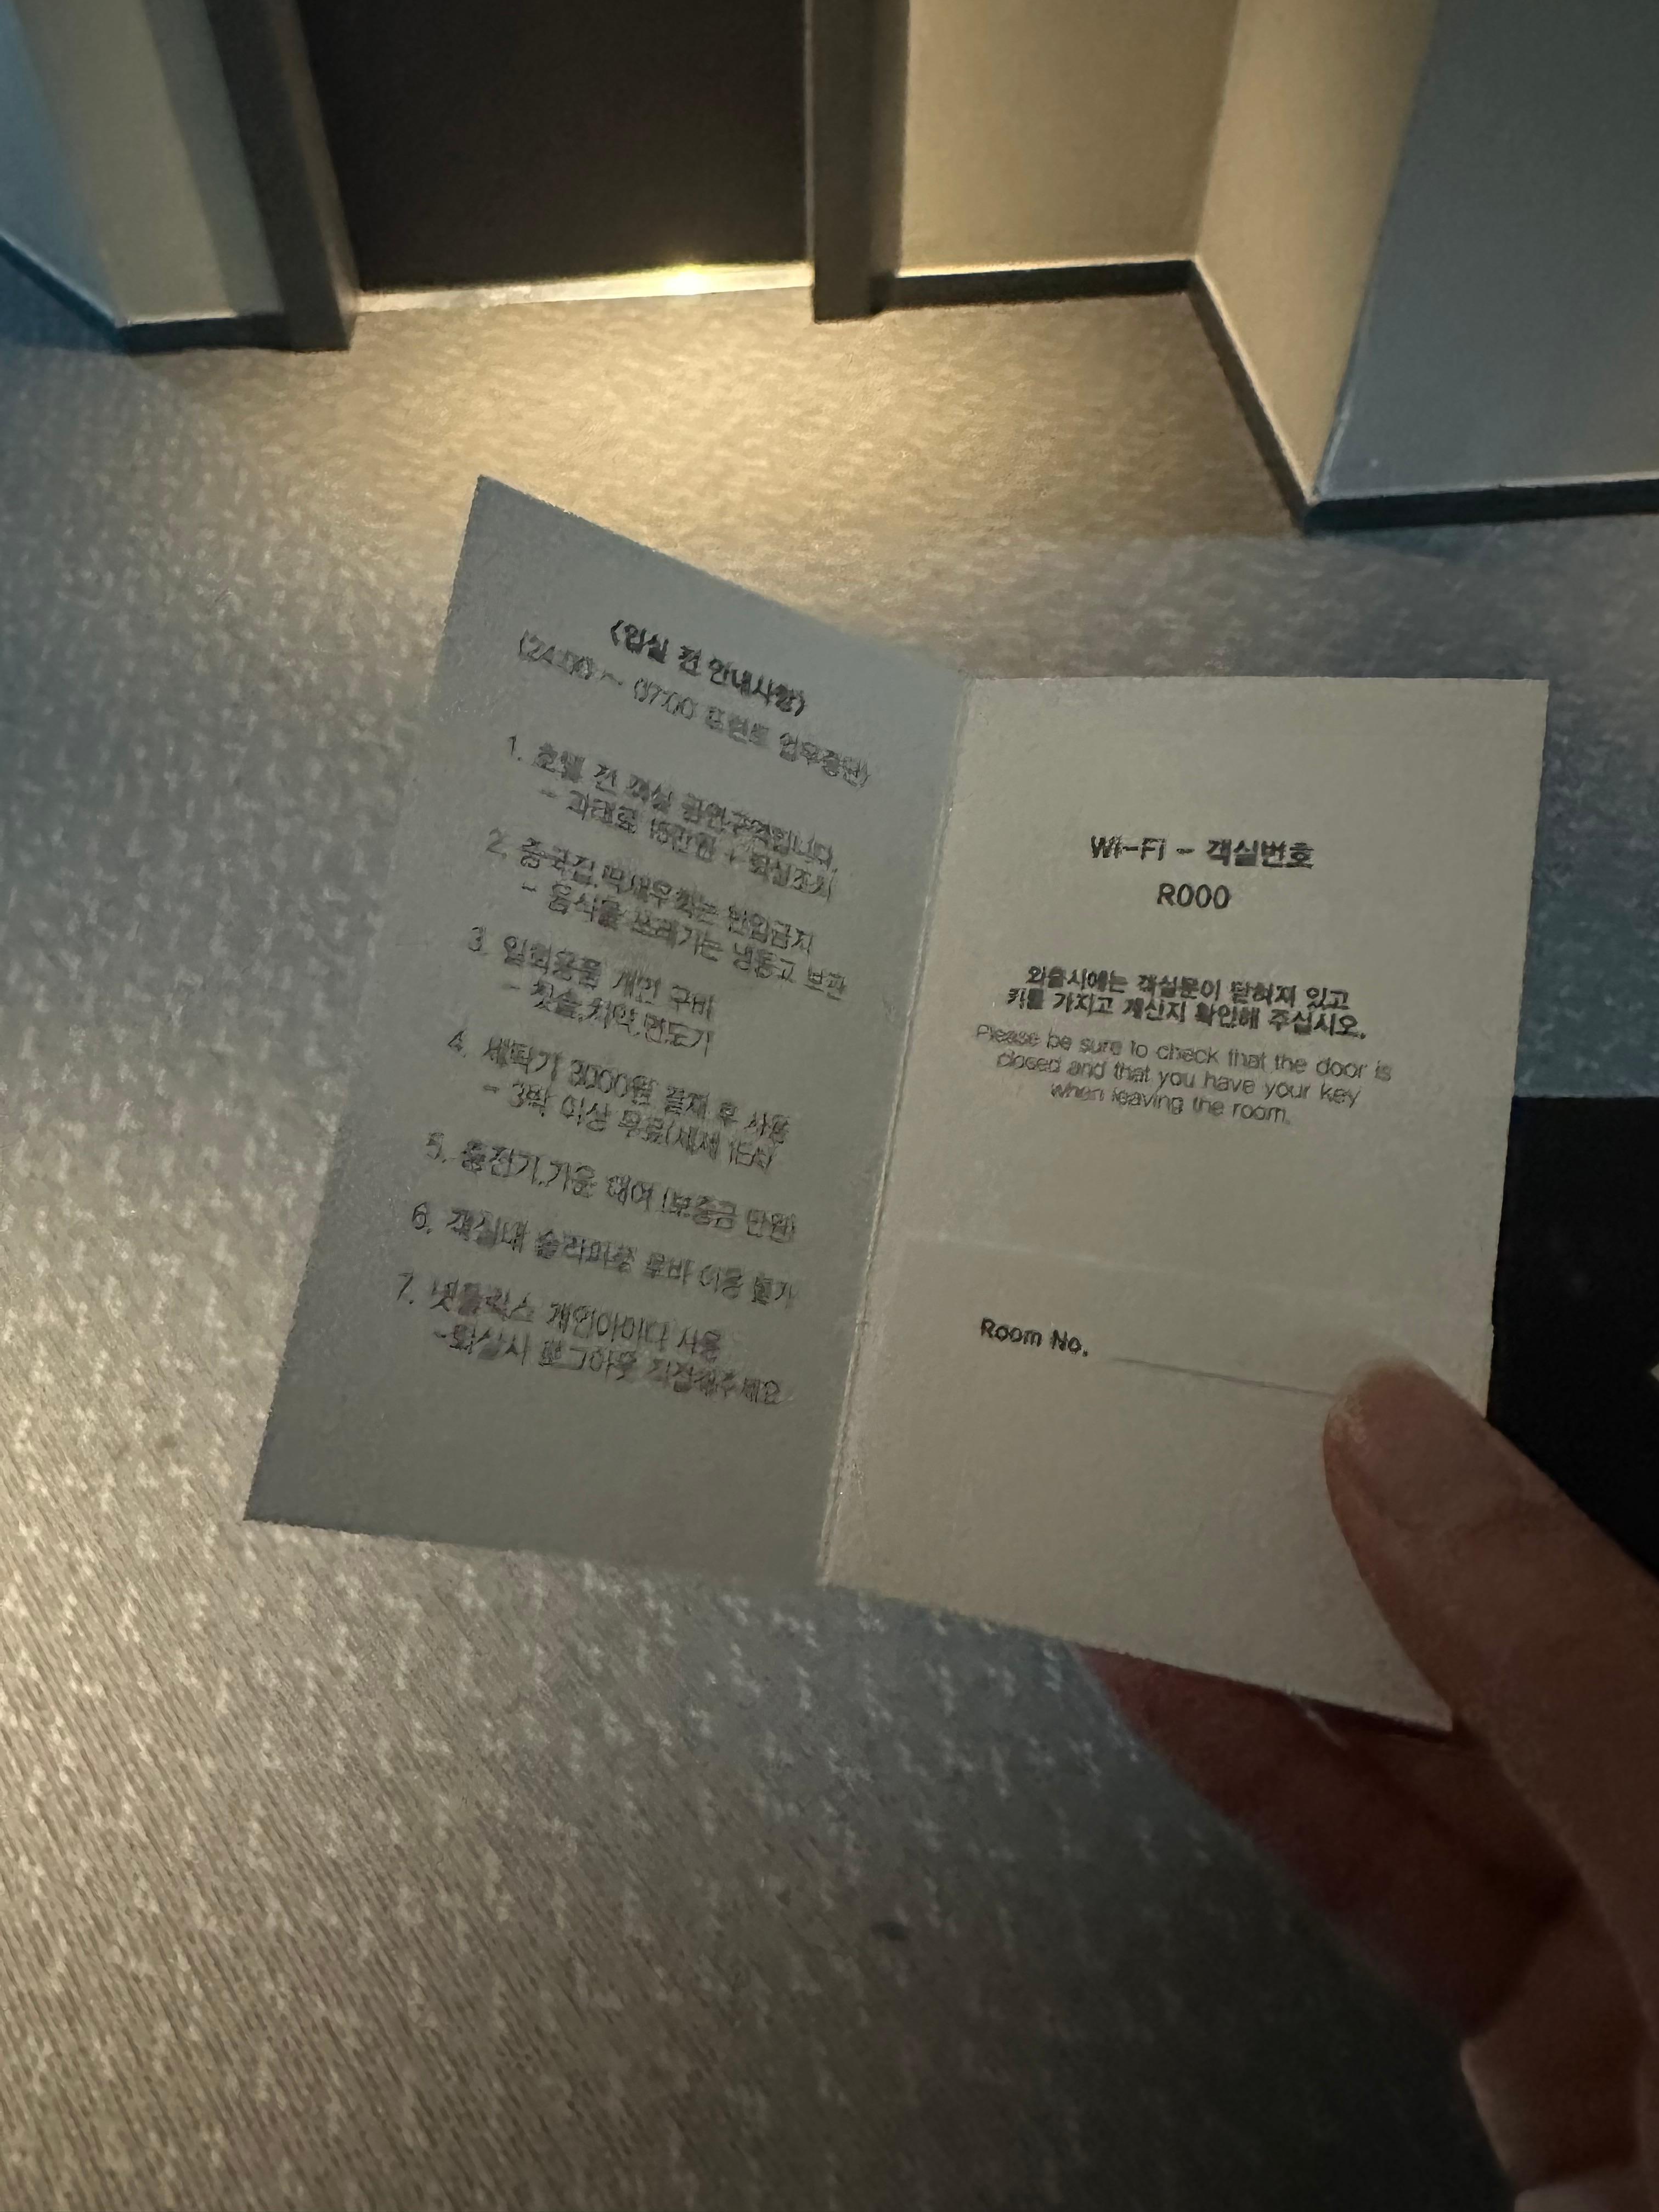 <입실 전 안내사항>
(24:00 ~ 07:00 프런트 업무중단)
1. 호텔 전 객실 금연구역입니다.
- 과태료 15만원 + 퇴실조치
2. 중국집, 반입금지
- 음식물 쓰레기는 냉동고 보관
3. 일회용품 개인 구비
- 칫솔,치약,면도기
4. 세탁기 3000원 결제 후 사용
- 3박 이상 무료(세제 1EA)
5. 충전기,가운 대여 (보증금 만원)
6. 객실내 슬리퍼 이용 불가
7. 넷플릭스 개인아이디 사용
-퇴실시 로그아웃 직접해주세요
Wi-Fi - 객실번호
R000
외출시에는 객실문이 닫혀져 있고
키를 가지고 계신지 확인해 주십시오.
Please be sure to check that the door is
closed and that you have your key
when leaving the room.
Room No.